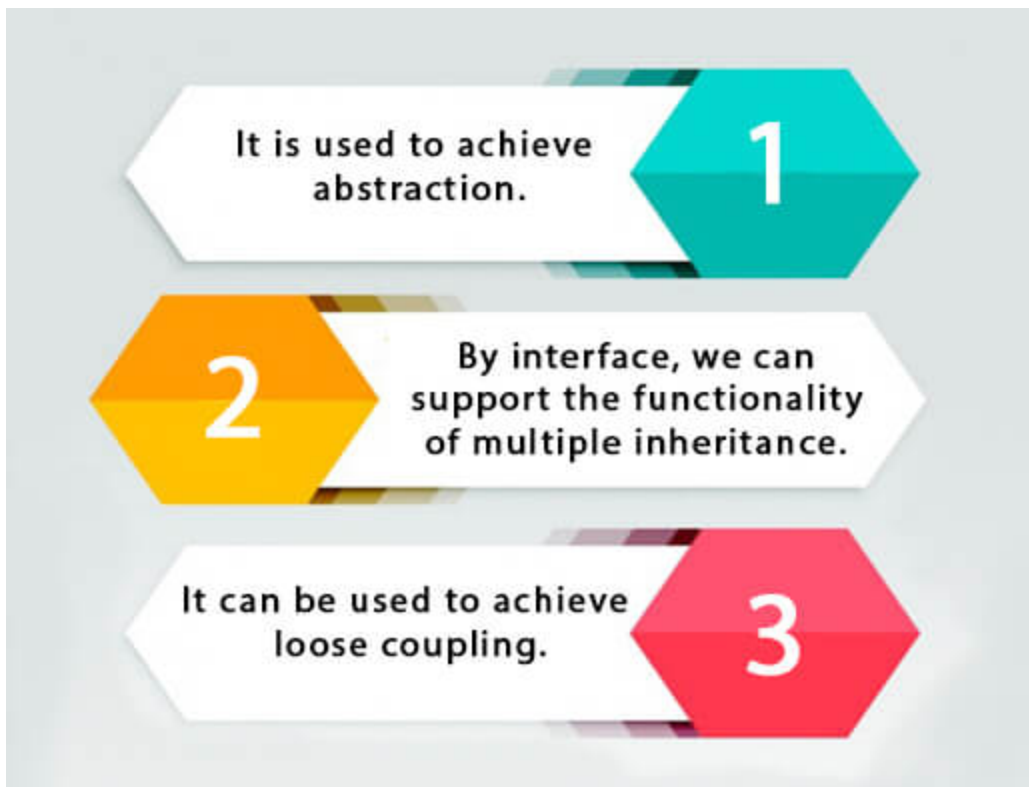 It is used to achieve
abstraction.
1
2
By interface, we can
support the functionality
of multiple inheritance.
It can be used to achieve
loose coupling.
3